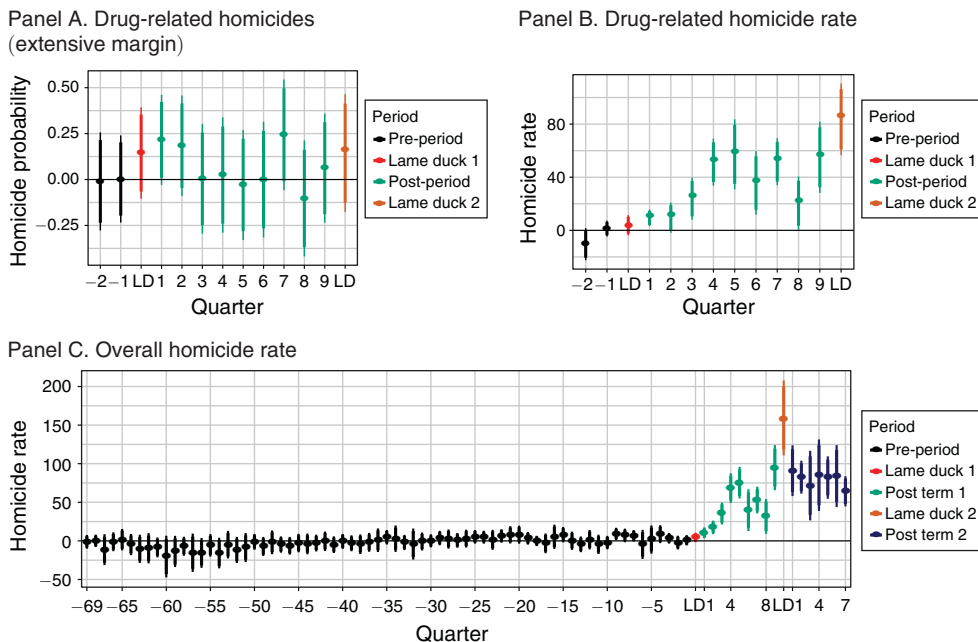 Panel A. Drug-related homicides
(extensive margin)
Homicide probability
0.50
0.25
0.00
−0.25
−2 −1 LD 1 2 3 4 5 6 7 8 9 LD
Quarter
Period
Pre-period
Lame duck 1
Post-period
Lame duck 2
Panel B. Drug-related homicide rate
Homicide rate
80
40
0
−2 −1 LD 1 2 3 4 5 6 7 8 9 LD
Quarter
Period
Pre-period
Lame duck 1
Post-period
Lame duck 2
Panel C. Overall homicide rate
Homicide rate
200
150
100
50
0
−50
−69 −65 −60 −55 −50 −45 −40 −35 −30 −25 −20 −15 −10 −5 LD1 4 8 LD1 4 7
Quarter
Period
Pre-period
Lame duck 1
Post term 1
Lame duck 2
Post term 2